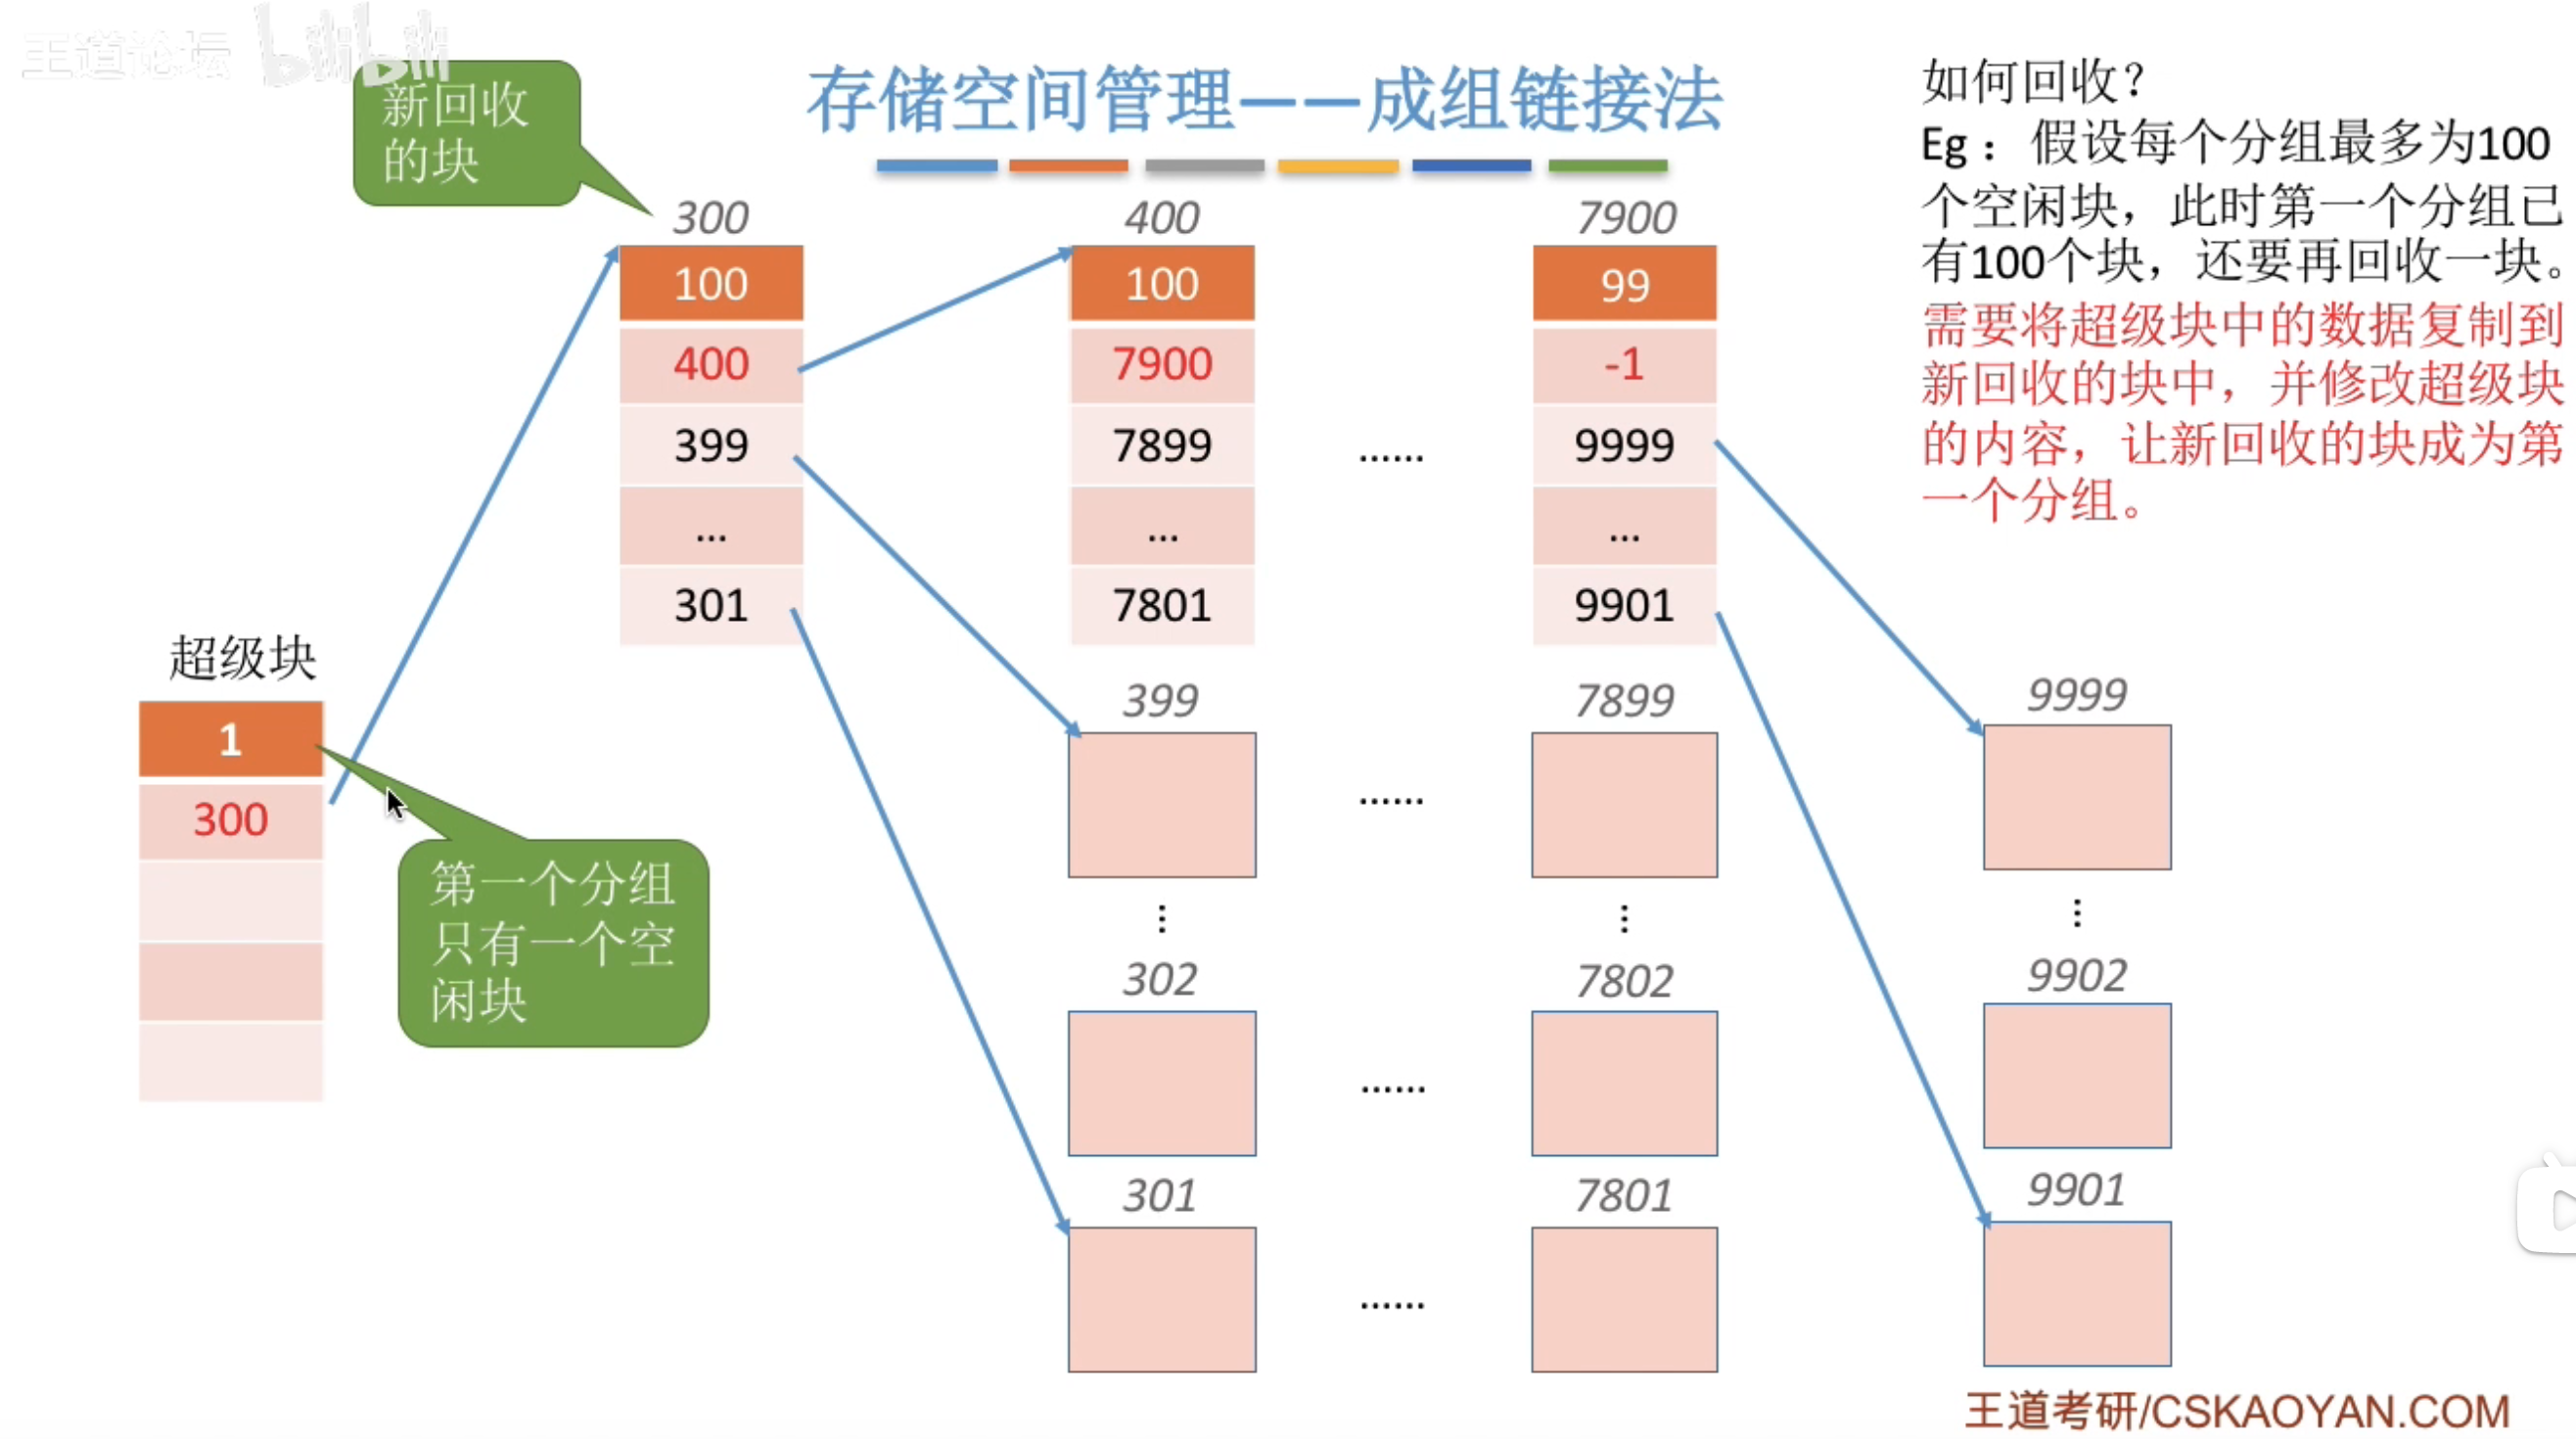 王道论坛 bilibili
存储空间管理——成组链接法
新回收
的块
如何回收？
Eg：假设每个分组最多为100
个空闲块，此时第一个分组已
有100个块，还要再回收一块。
需要将超级块中的数据复制到
新回收的块中，并修改超级块
的内容，让新回收的块成为第
一个分组。
300
100
400
399
...
301
400
100
7900
7899
...
7801
......
7900
99
-1
9999
...
9901
超级块
1
300
第一个分组
只有一个空
闲块
399
......
7899
9999
⋮
⋮
⋮
302
......
7802
9902
301
......
7801
9901
王道考研/CSKAOYAN.COM